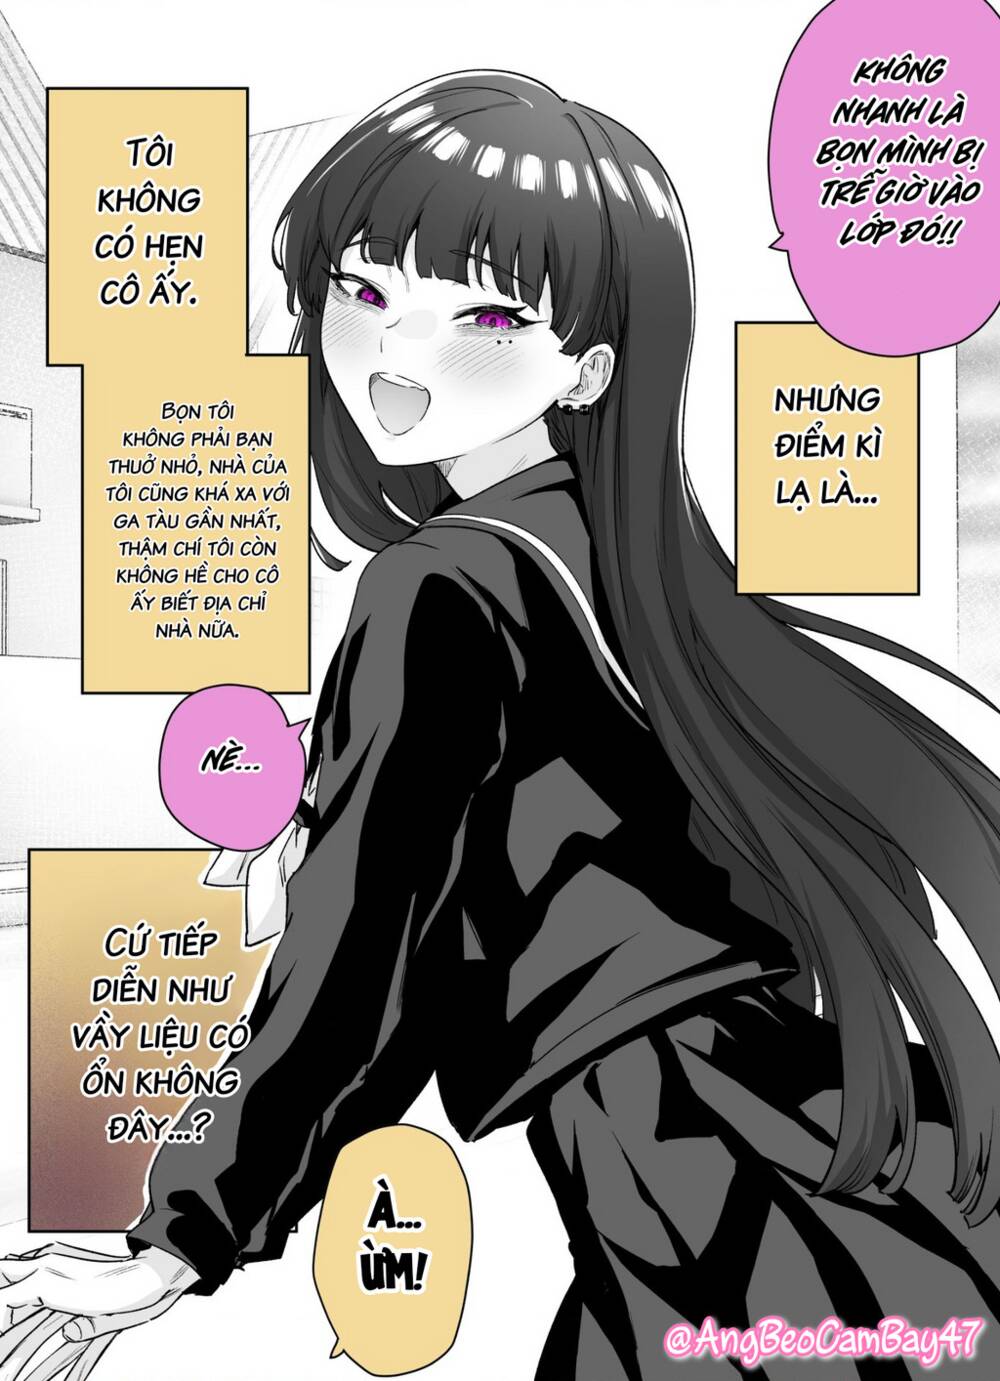 KHÔNG
NHANH LÀ
BỌN MÌNH BỊ
TRỄ GIỜ VÀO
LỚP ĐÓ!!
TÔI
KHÔNG
CÓ HẸN
CÔ ẤY.
BỌN TÔI
KHÔNG PHẢI BẠN
THUỞ NHỎ, NHÀ CỦA
TÔI CŨNG KHÁ XA VỚI
GA TÀU GẦN NHẤT,
THẬM CHÍ TÔI CÒN
KHÔNG HỀ CHO CÔ
ẤY BIẾT ĐỊA CHỈ
NHÀ NỮA.
NHƯNG
ĐIỂM KÌ
LẠ LÀ...
NÈ...
CỨ TIẾP
DIỄN NHƯ
VẦY LIỆU CÓ
ỔN KHÔNG
ĐÂY...?
À...
ỪM!
@AngBeoCamBay47